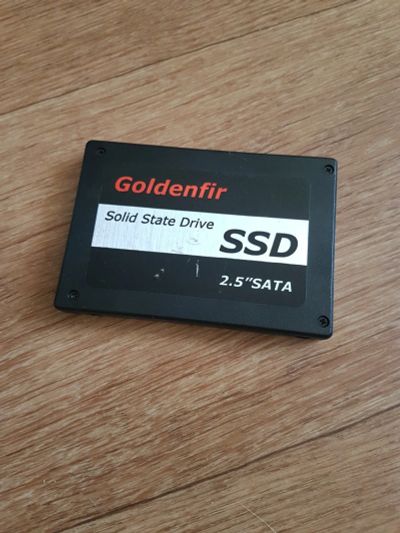 Goldenfir
Solid State Drive
SSD
2.5”SATA